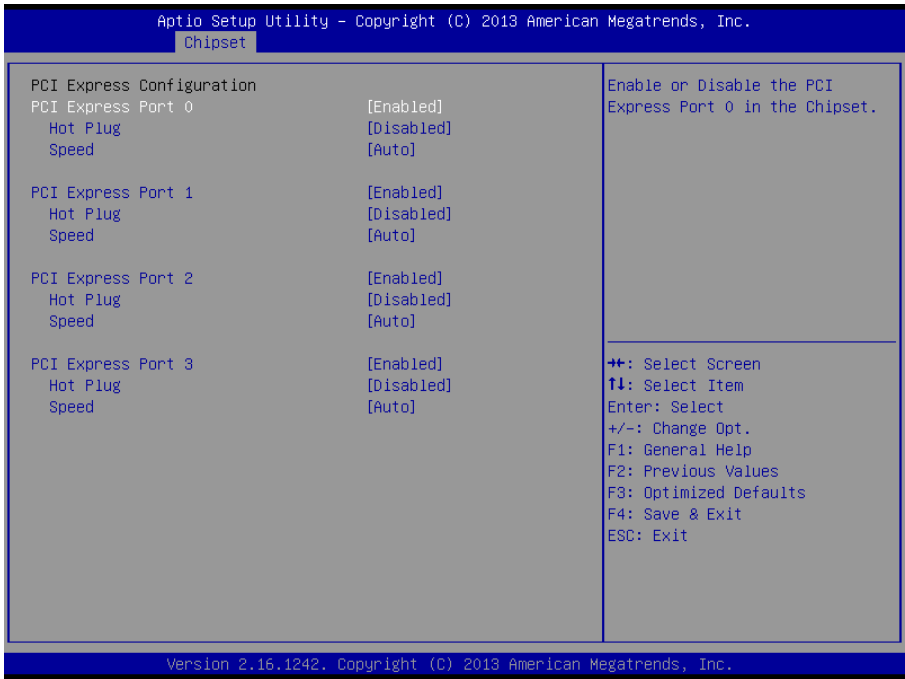 Aptio Setup Utility – Copyright (C) 2013 American Megatrends, Inc.
Chipset
PCI Express Configuration
PCI Express Port 0 [Enabled]
Hot Plug [Disabled]
Speed [Auto]
PCI Express Port 1 [Enabled]
Hot Plug [Disabled]
Speed [Auto]
PCI Express Port 2 [Enabled]
Hot Plug [Disabled]
Speed [Auto]
PCI Express Port 3 [Enabled]
Hot Plug [Disabled]
Speed [Auto]
Enable or Disable the PCI
Express Port 0 in the Chipset.
→←: Select Screen
↑↓: Select Item
Enter: Select
+/-: Change Opt.
F1: General Help
F2: Previous Values
F3: Optimized Defaults
F4: Save & Exit
ESC: Exit
Version 2.16.1242. Copyright (C) 2013 American Megatrends, Inc.